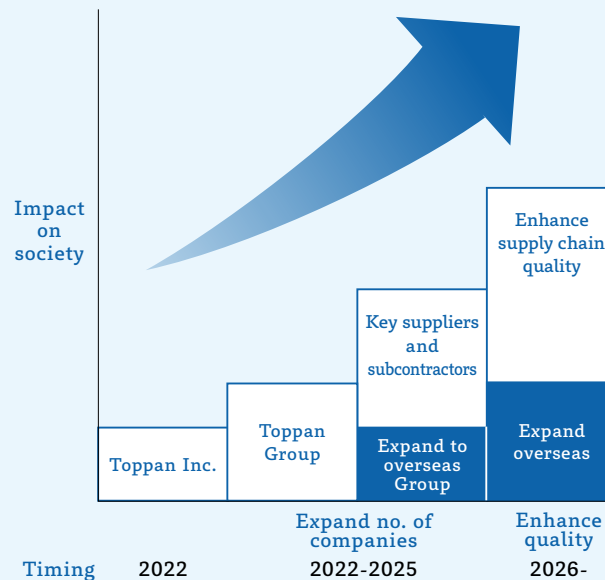 Impact
on
society
Toppan Inc.
Toppan
Group
Key suppliers
and
subcontractors
Expand to
overseas
Group
Enhance
supply chain
quality
Expand
overseas
Expand no. of
companies
Enhance
quality
Timing 2022 2022-2025 2026-